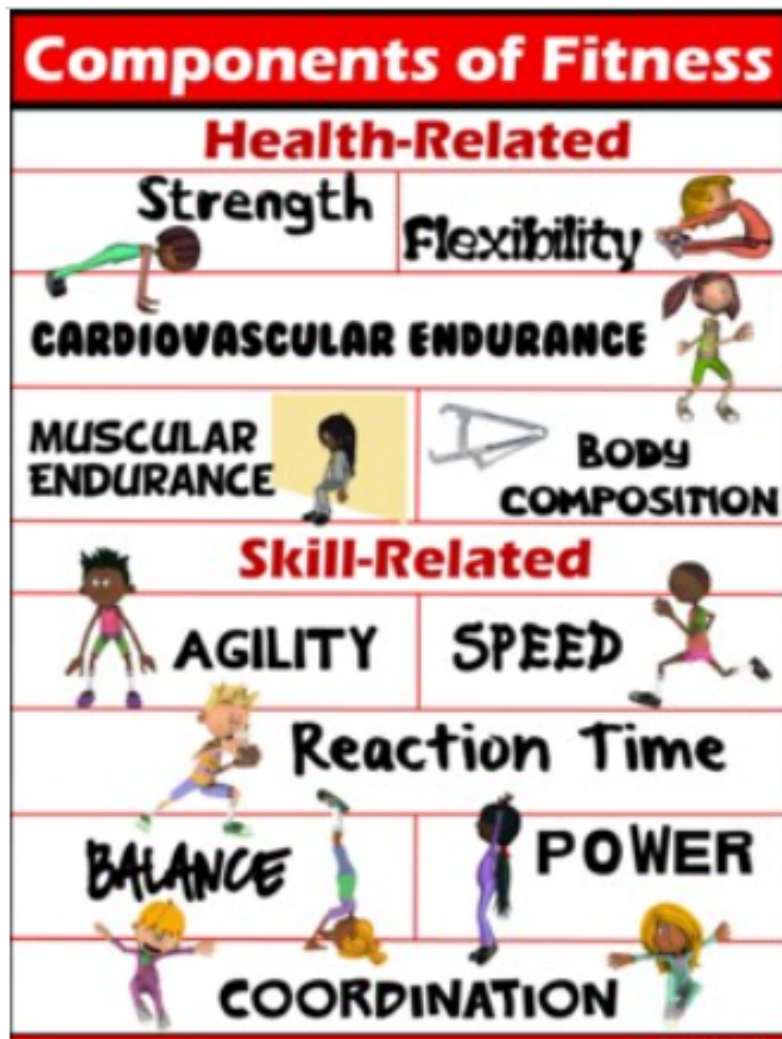 Components of Fitness
Health-Related
Strength
Flexibility
CARDIOVASCULAR ENDURANCE
MUSCULAR
ENDURANCE
BODY
COMPOSITION
Skill-Related
AGILITY
SPEED
Reaction Time
BALANCE
POWER
COORDINATION